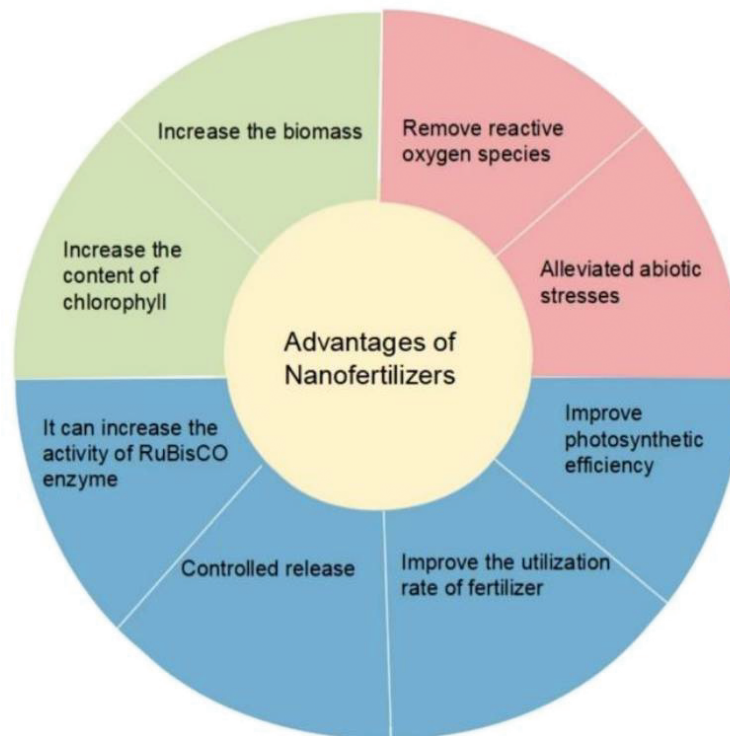 Increase the biomass
Remove reactive
oxygen species
Increase the
content of
chlorophyll
Alleviated abiotic
stresses
Advantages of
Nanofertilizers
It can increase the
activity of RuBisCO
enzyme
Improve
photosynthetic
efficiency
Controlled release
Improve the utilization
rate of fertilizer